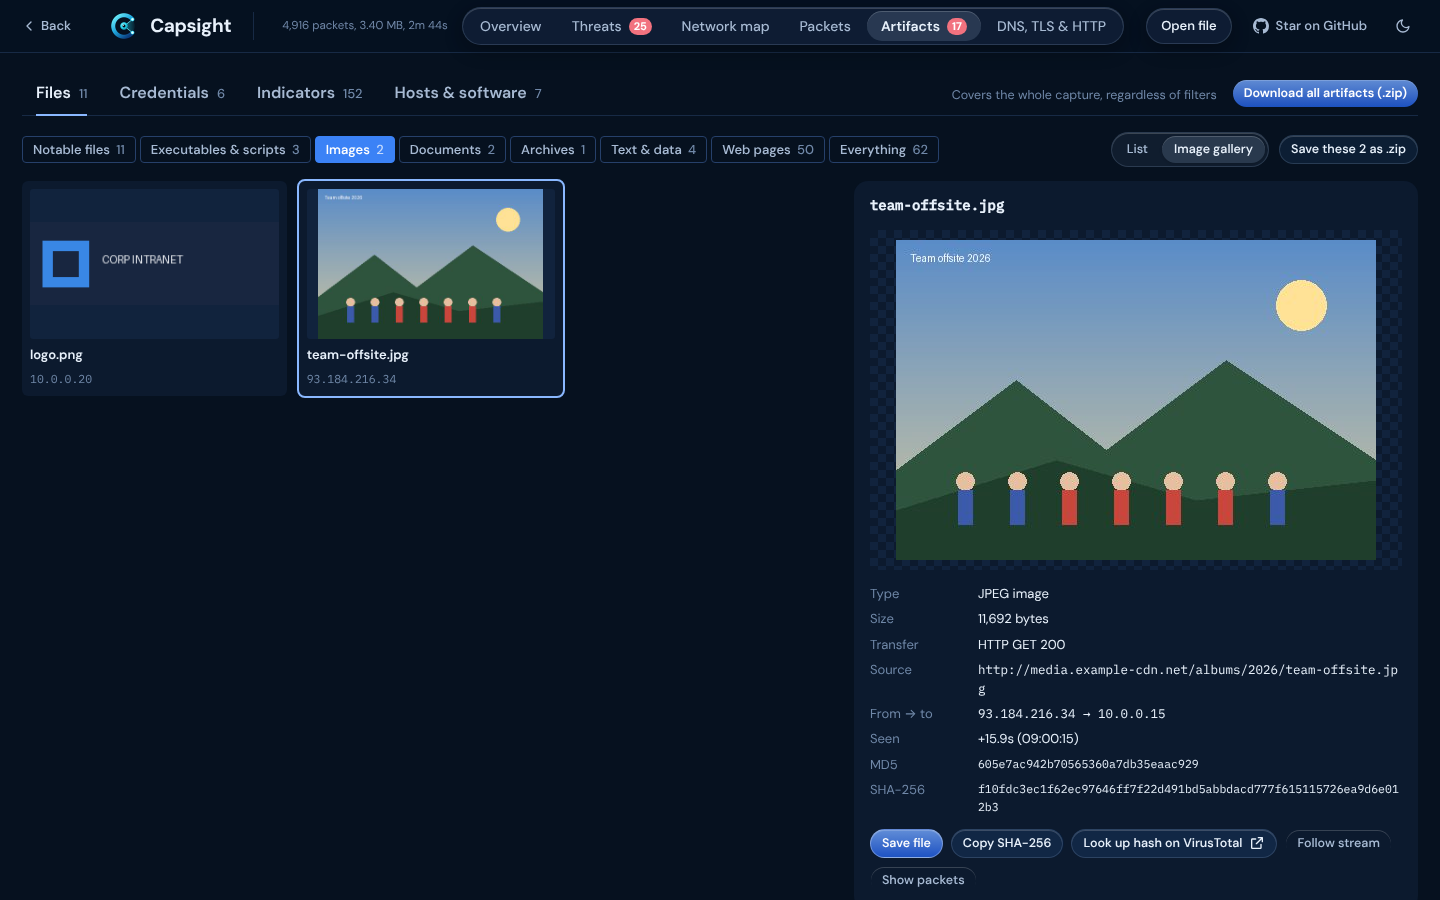 Back
Capsight
4,916 packets, 3.40 MB, 2m 44s
Overview
Threats 25
Network map
Packets
Artifacts 17
DNS, TLS & HTTP
Open file
Star on GitHub
Files 11
Credentials 6
Indicators 152
Hosts & software 7
Covers the whole capture, regardless of filters
Download all artifacts (.zip)
Notable files 11
Executables & scripts 3
Images 2
Documents 2
Archives 1
Text & data 4
Web pages 50
Everything 62
List
Image gallery
Save these 2 as .zip
CORP INTRANET
logo.png
10.0.0.20
Team offsite 2026
team-offsite.jpg
93.184.216.34
team-offsite.jpg
Team offsite 2026
Type JPEG image
Size 11,692 bytes
Transfer HTTP GET 200
Source http://media.example-cdn.net/albums/2026/team-offsite.jp
g
From → to 93.184.216.34 → 10.0.0.15
Seen +15.9s (09:00:15)
MD5 605e7ac942b70565360a7db35eaac929
SHA-256 f10fdc3ec1f62ec97646ff7f22d491bd5abbdacd777f615115726ea9d6e01
2b3
Save file
Copy SHA-256
Look up hash on VirusTotal
Follow stream
Show packets